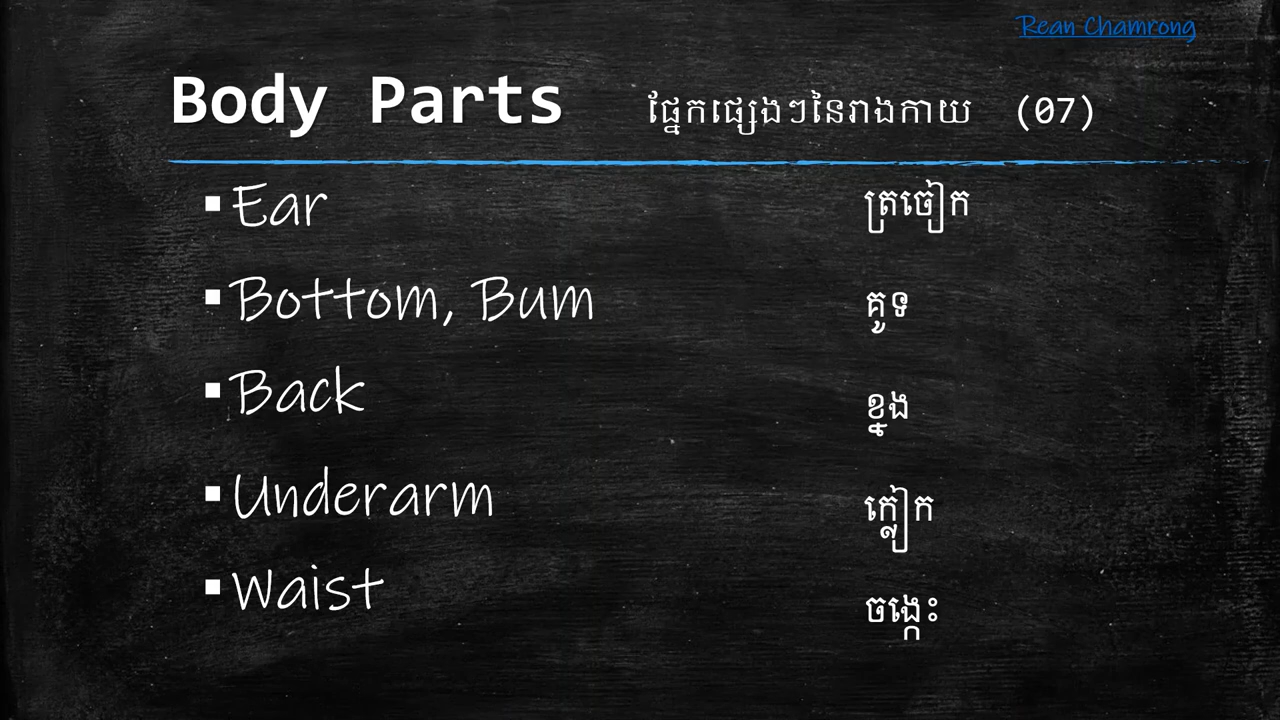 Rean Chamrong
Body Parts ផ្នែកផ្សេងៗនៃរាងកាយ (07)
▪ Ear ត្រចៀក
▪ Bottom, Bum គូទ
▪ Back ខ្នង
▪ Underarm ក្លៀក
▪ Waist ចង្កេះ